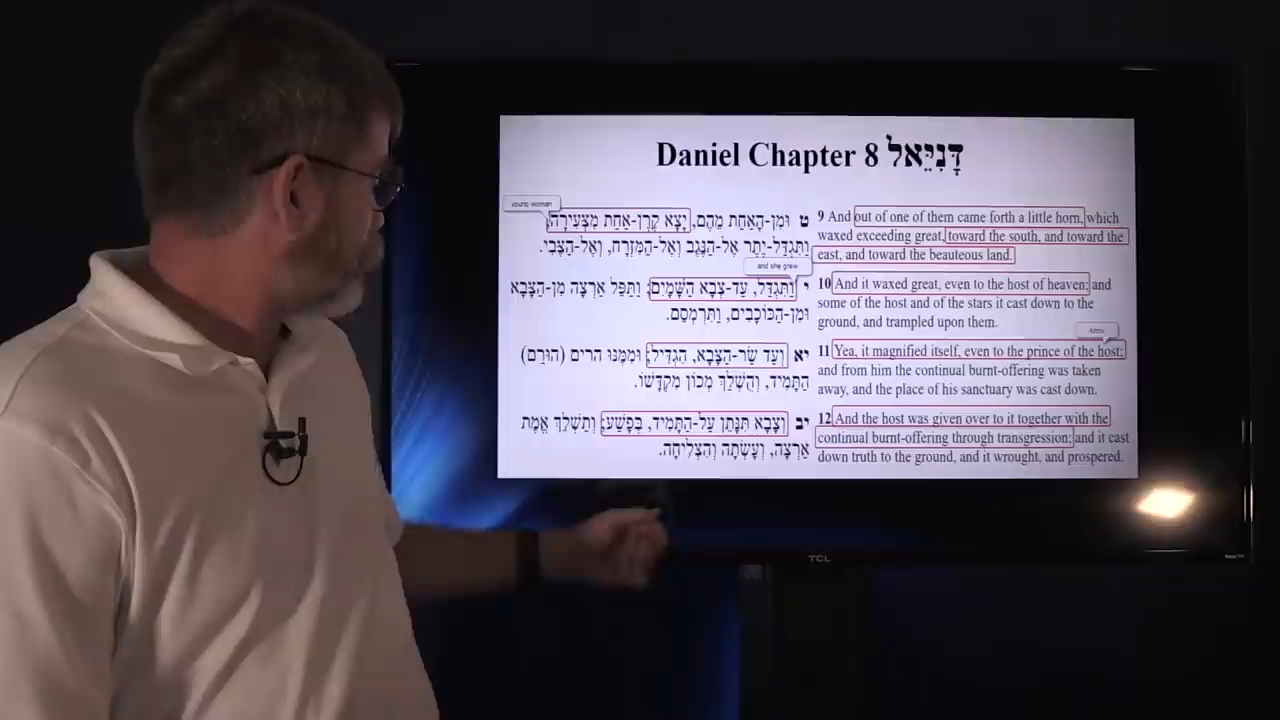 Daniel Chapter 8 דָּנִיֵּאל
young woman
ט וּמִן-הָאַחַת מֵהֶם, יָצָא קֶרֶן-אַחַת מִצְּעִירָה;
וַתִּגְדַּל-יֶתֶר אֶל-הַנֶּגֶב וְאֶל-הַמִּזְרָח, וְאֶל-הַצֶּבִי.
9 And out of one of them came forth a little horn, which
waxed exceeding great, toward the south, and toward the
east, and toward the beauteous land.
and she grew
י וַתִּגְדַּל, עַד-צְבָא הַשָּׁמָיִם; וַתַּפֵּל אַרְצָה מִן-הַצָּבָא
וּמִן-הַכּוֹכָבִים, וַתִּרְמְסֵם.
10 And it waxed great, even to the host of heaven; and
some of the host and of the stars it cast down to the
ground, and trampled upon them.
Army
יא וְעַד שַׂר-הַצָּבָא, הִגְדִּיל; וּמִמֶּנּוּ הרים (הוּרַם)
הַתָּמִיד, וְהֻשְׁלַךְ מְכוֹן מִקְדָּשׁוֹ.
11 Yea, it magnified itself, even to the prince of the host;
and from him the continual burnt-offering was taken
away, and the place of his sanctuary was cast down.
יב וְצָבָא תִּנָּתֵן עַל-הַתָּמִיד, בְּפָשַׁע; וְתַשְׁלֵךְ אֱמֶת
אַרְצָה, וְעָשְׂתָה וְהִצְלִיחָה.
12 And the host was given over to it together with the
continual burnt-offering through transgression; and it cast
down truth to the ground, and it wrought, and prospered.
TCL
Roku TV